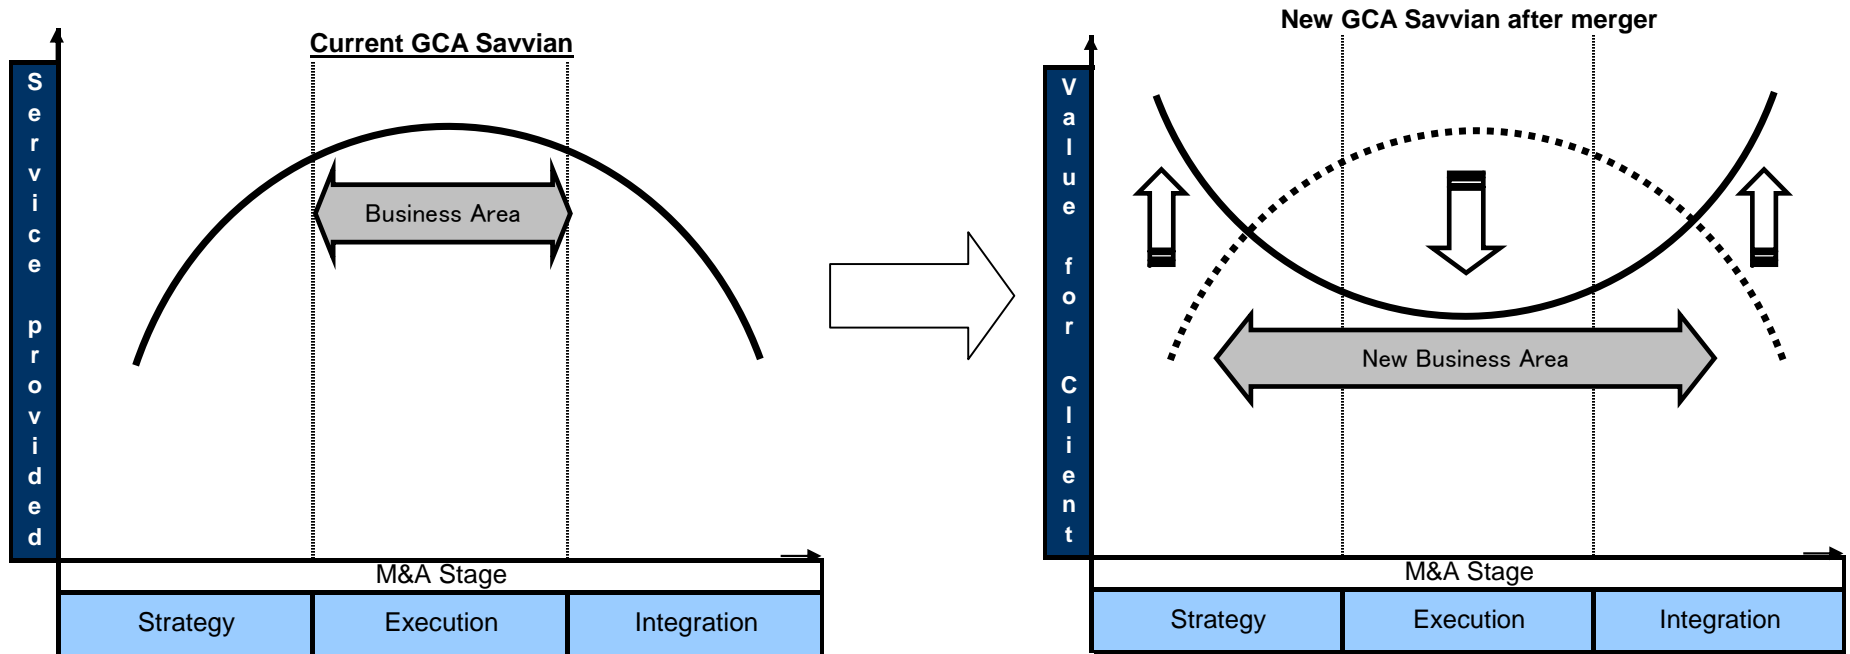 Current GCA Savvian
Service provided
Business Area
M&A Stage
Strategy
Execution
Integration
New GCA Savvian after merger
Value for Client
New Business Area
M&A Stage
Strategy
Execution
Integration